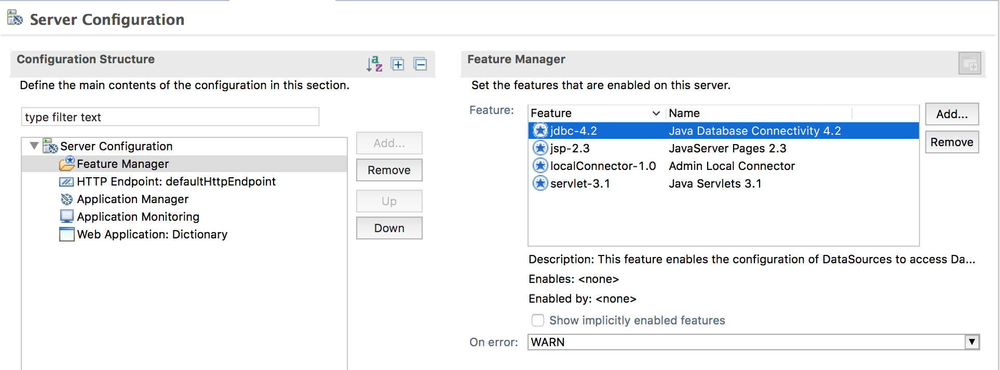 Server Configuration
Configuration Structure
Define the main contents of the configuration in this section.
type filter text
Server Configuration
Feature Manager
HTTP Endpoint: defaultHttpEndpoint
Application Manager
Application Monitoring
Web Application: Dictionary
Add...
Remove
Up
Down
Feature Manager
Set the features that are enabled on this server.
Feature:
Feature Name
jdbc-4.2 Java Database Connectivity 4.2
jsp-2.3 JavaServer Pages 2.3
localConnector-1.0 Admin Local Connector
servlet-3.1 Java Servlets 3.1
Add...
Remove
Description: This feature enables the configuration of DataSources to access Da...
Enables: <none>
Enabled by: <none>
Show implicitly enabled features
On error: WARN